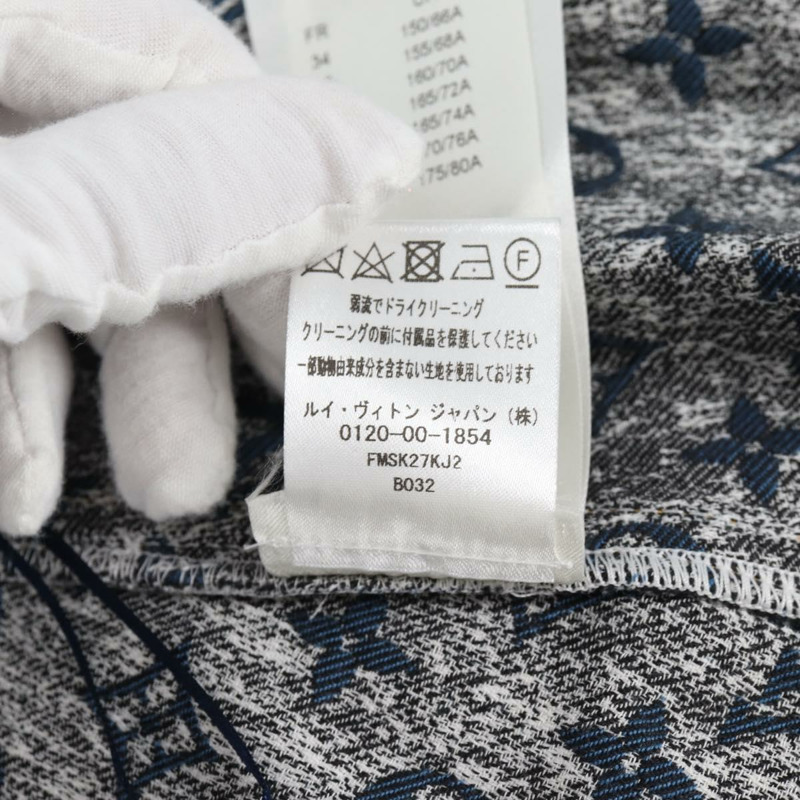 FR
150/66A
34
155/68A
160/70A
165/72A
165/74A
70/76A
175/80A
F
弱流でドライクリーニング
クリーニングの前に付属品を保護してください
一部動物由来成分を含まない生地を使用しております
ルイ・ヴィトン ジャパン (株)
0120-00-1854
FMSK27KJ2
B032